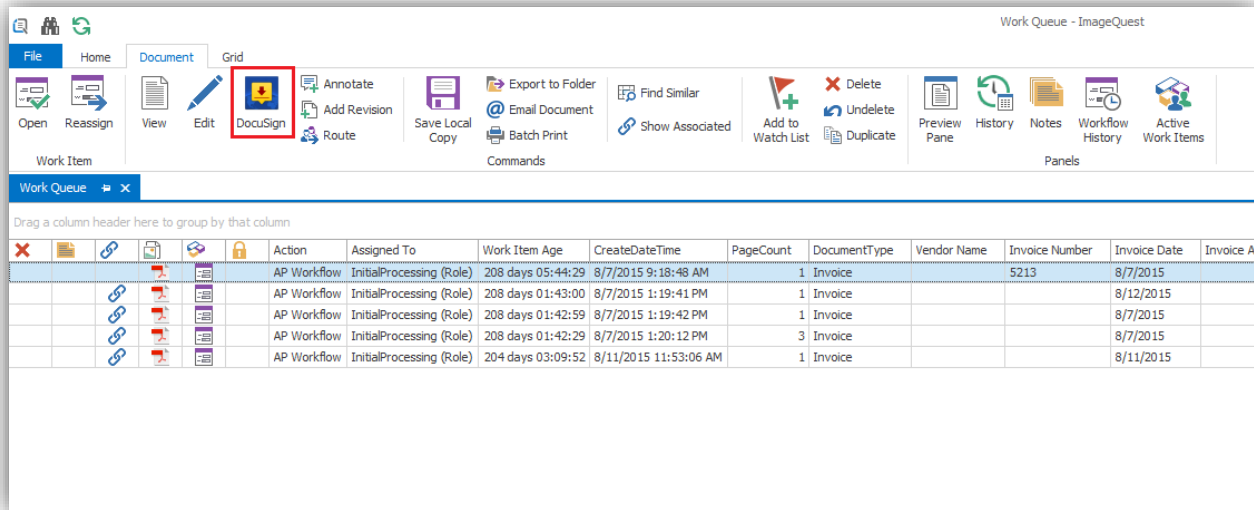 Work Queue - ImageQuest
File Home Document Grid
Open Reassign View Edit DocuSign Annotate Add Revision Route Save Local Copy Export to Folder Email Document Batch Print Find Similar Show Associated Add to Watch List Delete Undelete Duplicate Preview Pane History Notes Workflow History Active Work Items
Work Item Commands Panels
Work Queue
Drag a column header here to group by that column
Action Assigned To Work Item Age CreateDateTime PageCount DocumentType Vendor Name Invoice Number Invoice Date Invoice A
AP Workflow InitialProcessing (Role) 208 days 05:44:29 8/7/2015 9:18:48 AM 1 Invoice 5213 8/7/2015
AP Workflow InitialProcessing (Role) 208 days 01:43:00 8/7/2015 1:19:41 PM 1 Invoice 8/12/2015
AP Workflow InitialProcessing (Role) 208 days 01:42:59 8/7/2015 1:19:42 PM 1 Invoice 8/7/2015
AP Workflow InitialProcessing (Role) 208 days 01:42:29 8/7/2015 1:20:12 PM 3 Invoice 8/7/2015
AP Workflow InitialProcessing (Role) 204 days 03:09:52 8/11/2015 11:53:06 AM 1 Invoice 8/11/2015